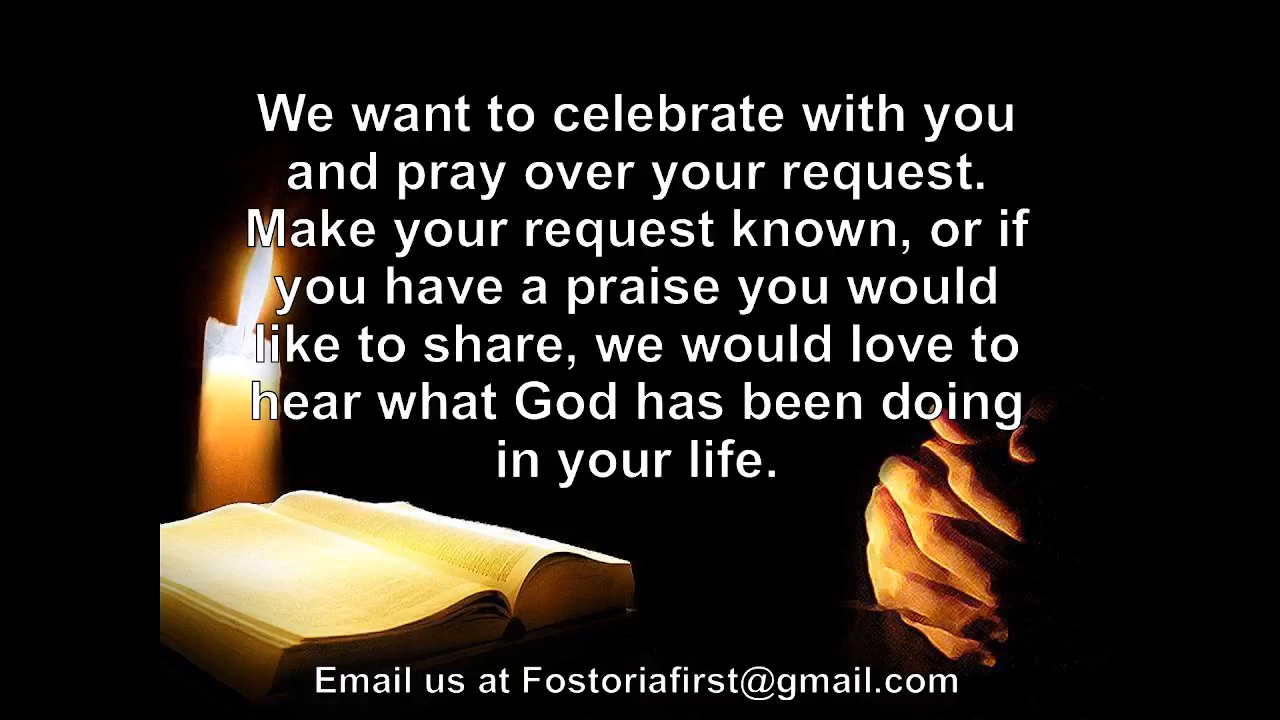 We want to celebrate with you
and pray over your request.
Make your request known, or if
you have a praise you would
like to share, we would love to
hear what God has been doing
in your life.
Email us at Fostoriafirst@gmail.com